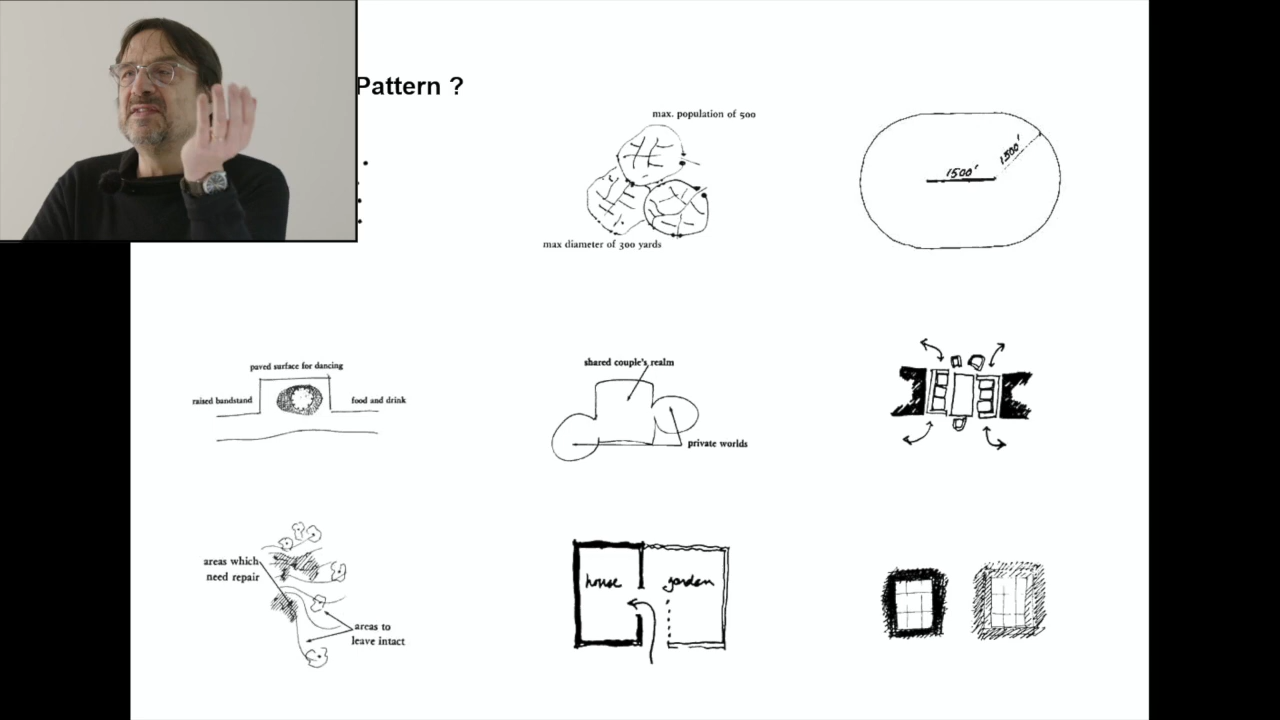 Pattern ?
max. population of 500
1500'
1500'
max diameter of 300 yards
paved surface for dancing
raised bandstand
food and drink
shared couple's realm
private worlds
areas which
need repair
areas to
leave intact
house
garden